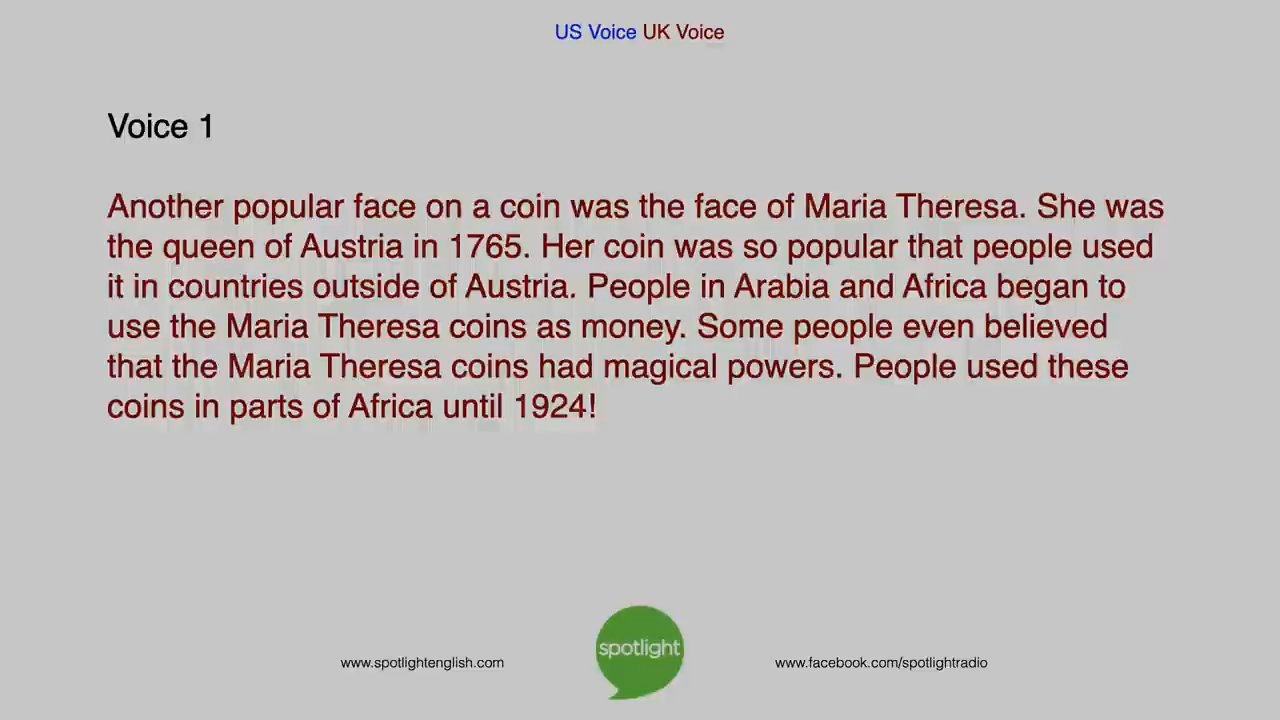 US Voice UK Voice
Voice 1
Another popular face on a coin was the face of Maria Theresa. She was
the queen of Austria in 1765. Her coin was so popular that people used
it in countries outside of Austria. People in Arabia and Africa began to
use the Maria Theresa coins as money. Some people even believed
that the Maria Theresa coins had magical powers. People used these
coins in parts of Africa until 1924!
spotlight
www.spotlightenglish.com
www.facebook.com/spotlightradio